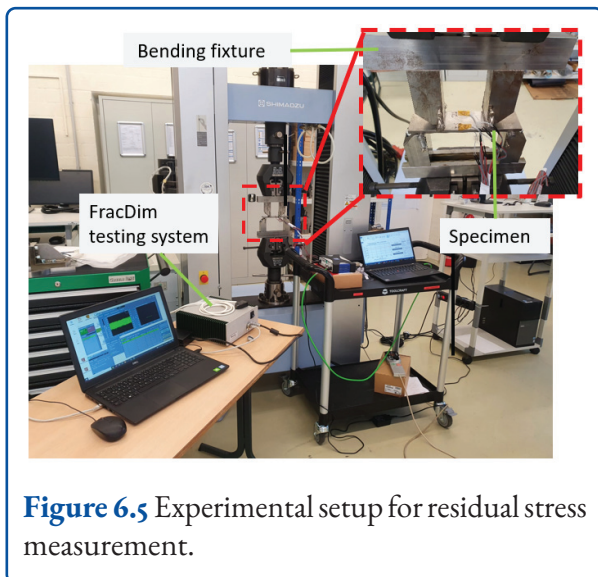 Bending fixture
SHIMADZU
FracDim
testing system
Specimen
Figure 6.5 Experimental setup for residual stress
measurement.